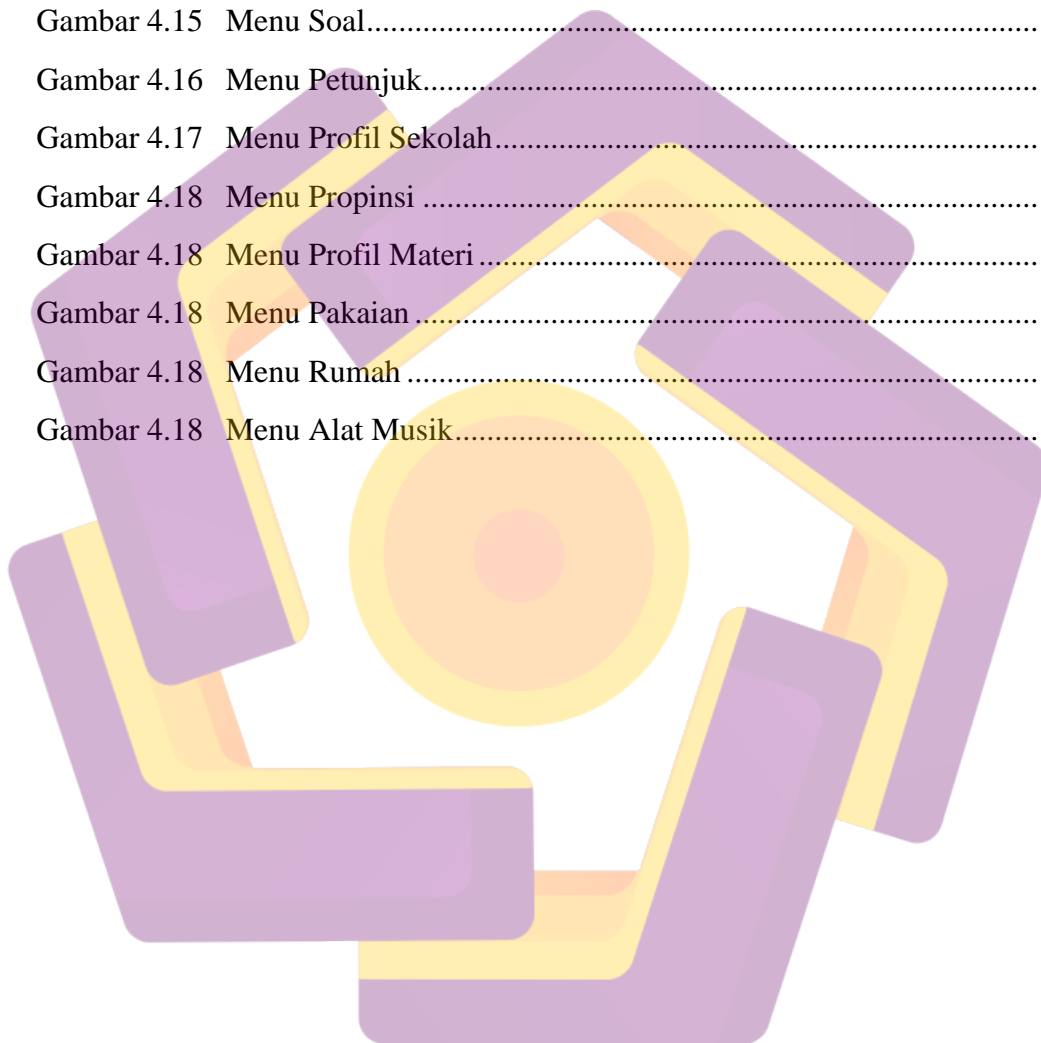 Gambar 4.15 Menu Soal..................................................................................
Gambar 4.16 Menu Petunjuk...........................................................................
Gambar 4.17 Menu Profil Sekolah..................................................................
Gambar 4.18 Menu Propinsi ...........................................................................
Gambar 4.18 Menu Profil Materi ....................................................................
Gambar 4.18 Menu Pakaian ............................................................................
Gambar 4.18 Menu Rumah .............................................................................
Gambar 4.18 Menu Alat Musik.......................................................................